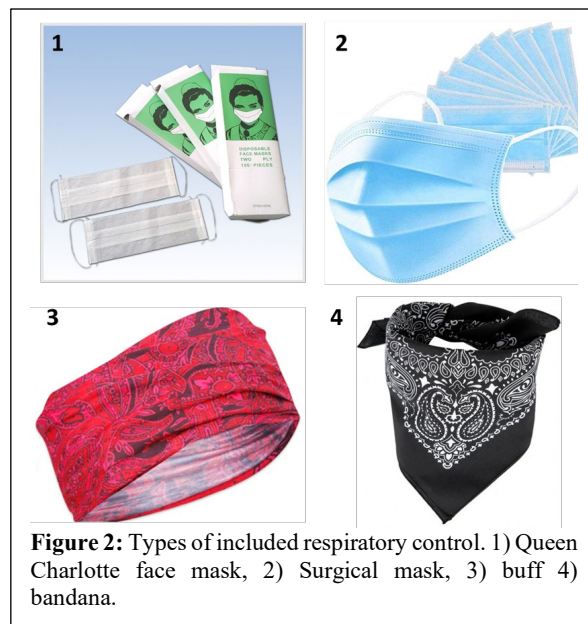 1
2
DISPOSABLE
FACE MASKS
TWO PLY
PIECES
3
4
Figure 2: Types of included respiratory control. 1) Queen
Charlotte face mask, 2) Surgical mask, 3) buff 4)
bandana.